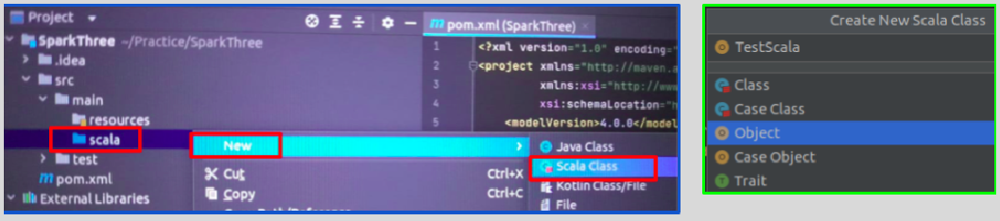 Project
pom.xml (SparkThree)
SparkThree ~/Practice/SparkThree
.idea
src
main
resources
scala
test
pom.xml
External Libraries
1 <?xml version="1.0" encoding="
2 <project xmlns="http://maven.a
3 xmlns:xsi="http://www
4 xsi:schemaLocation="h
5 <modelVersion>4.0.0</model
New
Cut Ctrl+X
Copy Ctrl+C
Java Class
Scala Class
Kotlin Class/File
File
Create New Scala Class
TestScala
Class
Case Class
Object
Case Object
Trait